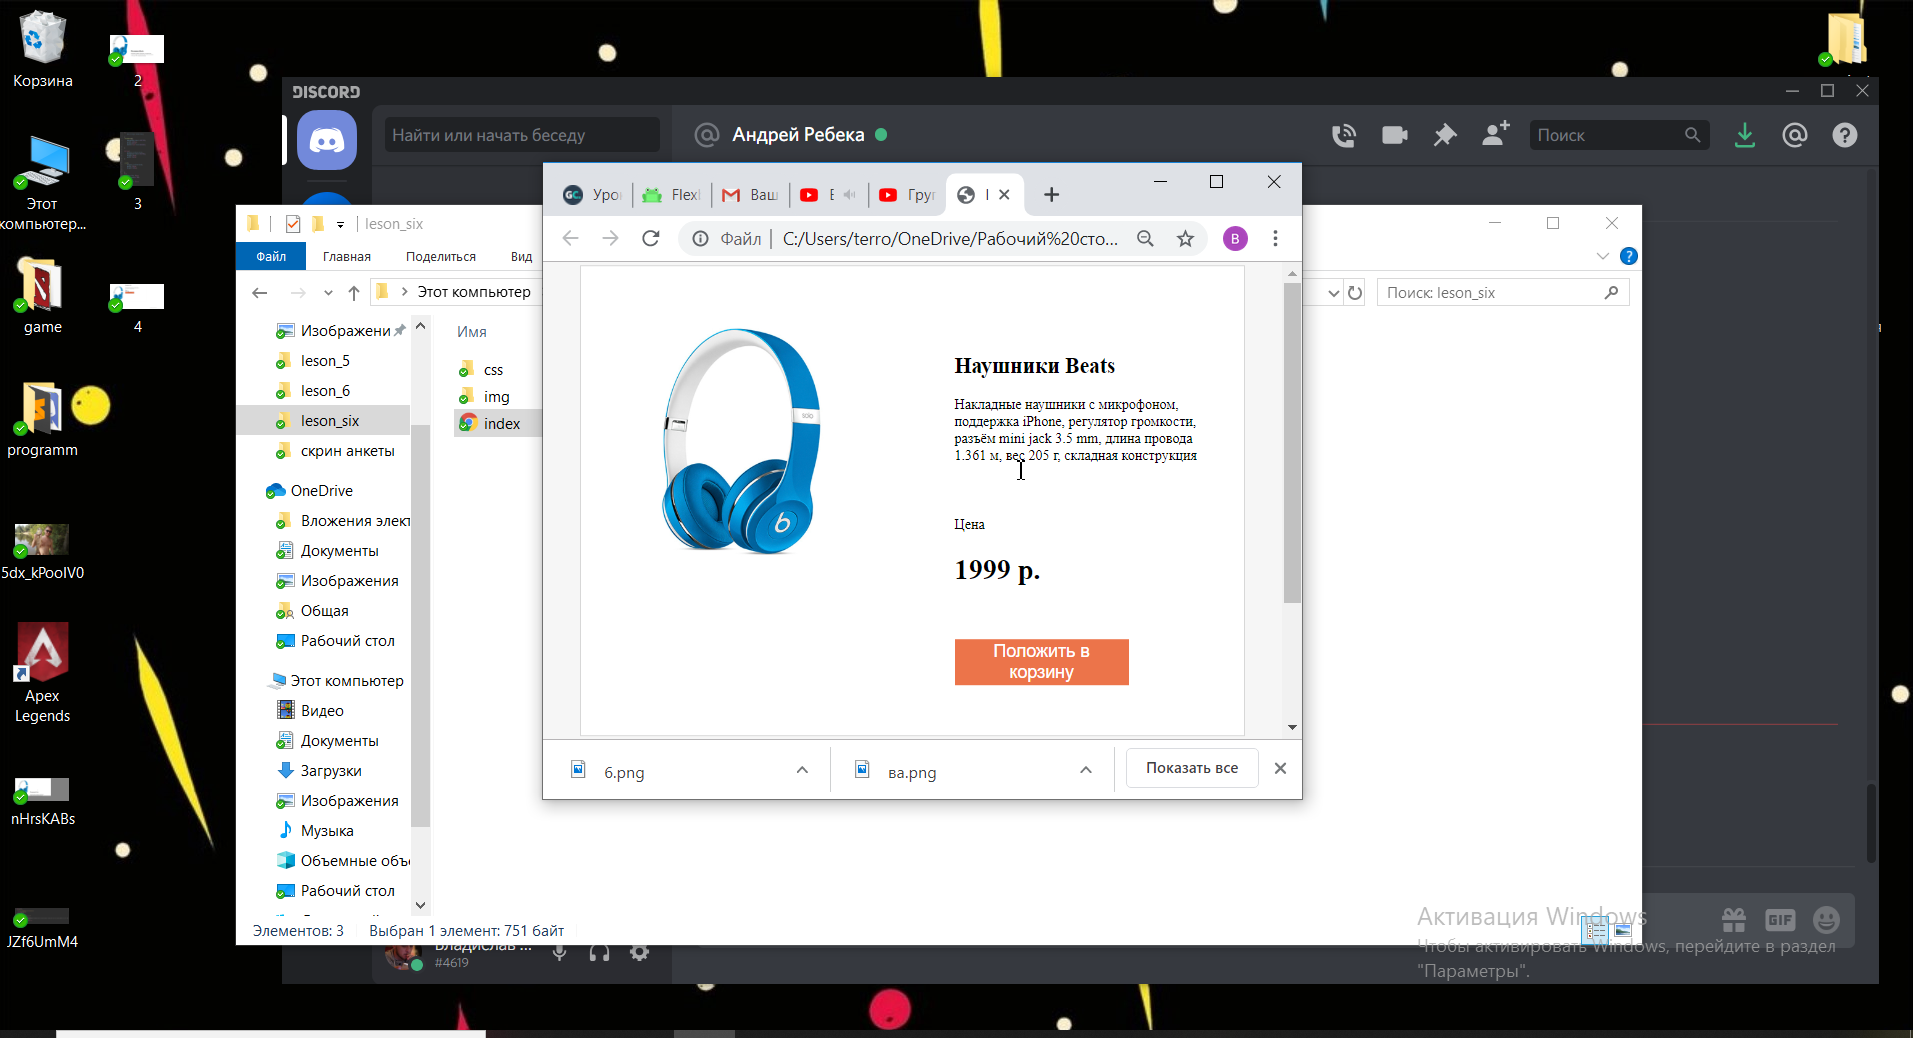 Корзина
2
Этот
компьютер...
3
game
4
programm
5dx_kPooIV0
Apex
Legends
nHrsKABs
JZf6UmM4
DISCORD
Найти или начать беседу
Андрей Ребека
Поиск
leson_six
Файл
Главная
Поделиться
Вид
Этот компьютер
Поиск: leson_six
Изображени
leson_5
leson_6
leson_six
скрин анкеты
OneDrive
Вложения элект
Документы
Изображения
Общая
Рабочий стол
Этот компьютер
Видео
Документы
Загрузки
Изображения
Музыка
Объемные объ
Рабочий стол
Имя
css
img
index
Элементов: 3
Выбран 1 элемент: 751 байт
GC
Уро
Flex
Ваш
Гру
Файл
C:/Users/terro/OneDrive/Рабочий%20сто...
B
Наушники Beats
Накладные наушники с микрофоном,
поддержка iPhone, регулятор громкости,
разъём mini jack 3.5 mm, длина провода
1.361 м, вес 205 г, складная конструкция
Цена
1999 р.
Положить в
корзину
6.png
ва.png
Показать все
Владислав ...
#4619
GIF
Активация Windows
Чтобы активировать Windows, перейдите в раздел
"Параметры".